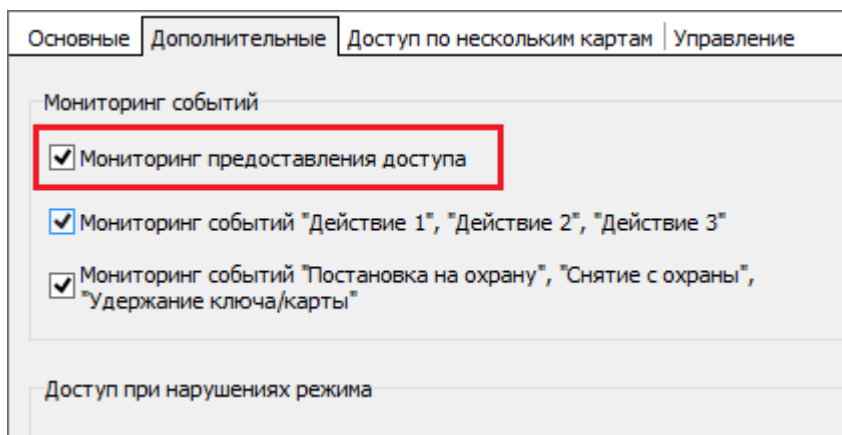 Основные Дополнительные Доступ по нескольким картам Управление
Мониторинг событий
Мониторинг предоставления доступа
Мониторинг событий "Действие 1", "Действие 2", "Действие 3"
Мониторинг событий "Постановка на охрану", "Снятие с охраны",
"Удержание ключа/карты"
Доступ при нарушениях режима